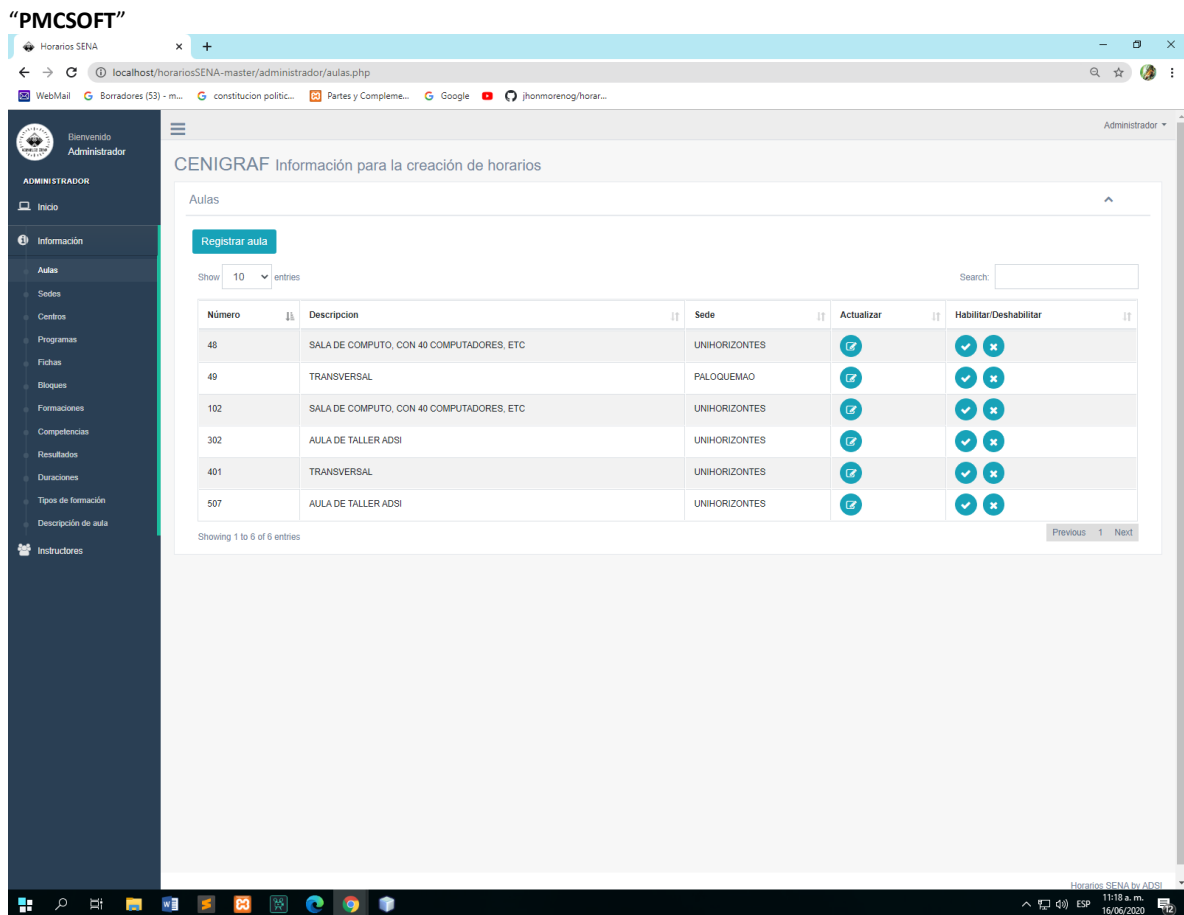 “PMCSOFT”
Horarios SENA
localhost/horariosSENA-master/administrador/aulas.php
WebMail Borradores (53) - m... constitucion politic... Partes y Compleme... Google jhonmorenog/horar...
Bienvenido
Administrador
Administrador
ADMINISTRADOR
Inicio
Información
Aulas
Sedes
Centros
Programas
Fichas
Bloques
Formaciones
Competencias
Resultados
Duraciones
Tipos de formación
Descripción de aula
Instructores
CENIGRAF Información para la creación de horarios
Aulas
Registrar aula
Show 10 entries Search:
Número Descripcion Sede Actualizar Habilitar/Deshabilitar
48 SALA DE COMPUTO, CON 40 COMPUTADORES, ETC UNIHORIZONTES
49 TRANSVERSAL PALOQUEMAO
102 SALA DE COMPUTO, CON 40 COMPUTADORES, ETC UNIHORIZONTES
302 AULA DE TALLER ADSI UNIHORIZONTES
401 TRANSVERSAL UNIHORIZONTES
507 AULA DE TALLER ADSI UNIHORIZONTES
Showing 1 to 6 of 6 entries Previous 1 Next
Horarios SENA by ADSI
ESP 11:18 a. m.
16/06/2020